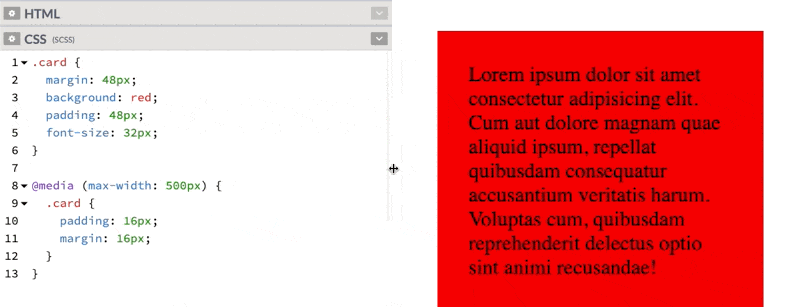 HTML
CSS (SCSS)
1 .card {
2 margin: 48px;
3 background: red;
4 padding: 48px;
5 font-size: 32px;
6 }
7
8 @media (max-width: 500px) {
9 .card {
10 padding: 16px;
11 margin: 16px;
12 }
13 }
Lorem ipsum dolor sit amet
consectetur adipisicing elit.
Cum aut dolore magnam quae
aliquid ipsum, repellat
quibusdam consequatur
accusantium veritatis harum.
Voluptas cum, quibusdam
reprehenderit delectus optio
sint animi recusandae!